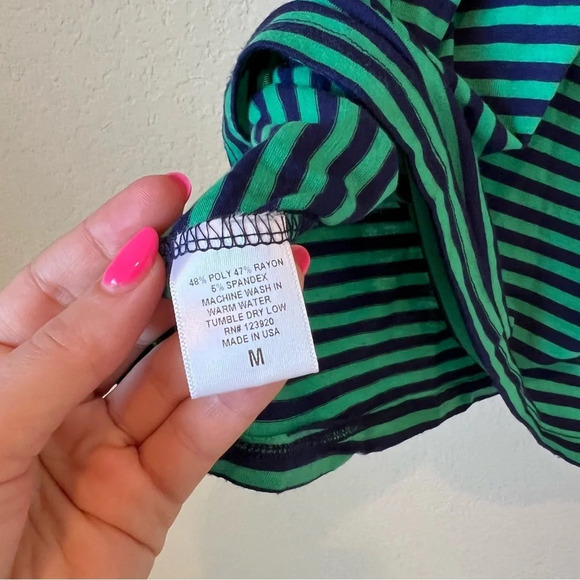 48% POLY 47% RAYON
5% SPANDEX
MACHINE WASH IN
WARM WATER
TUMBLE DRY LOW
RN# 123920
MADE IN USA
M